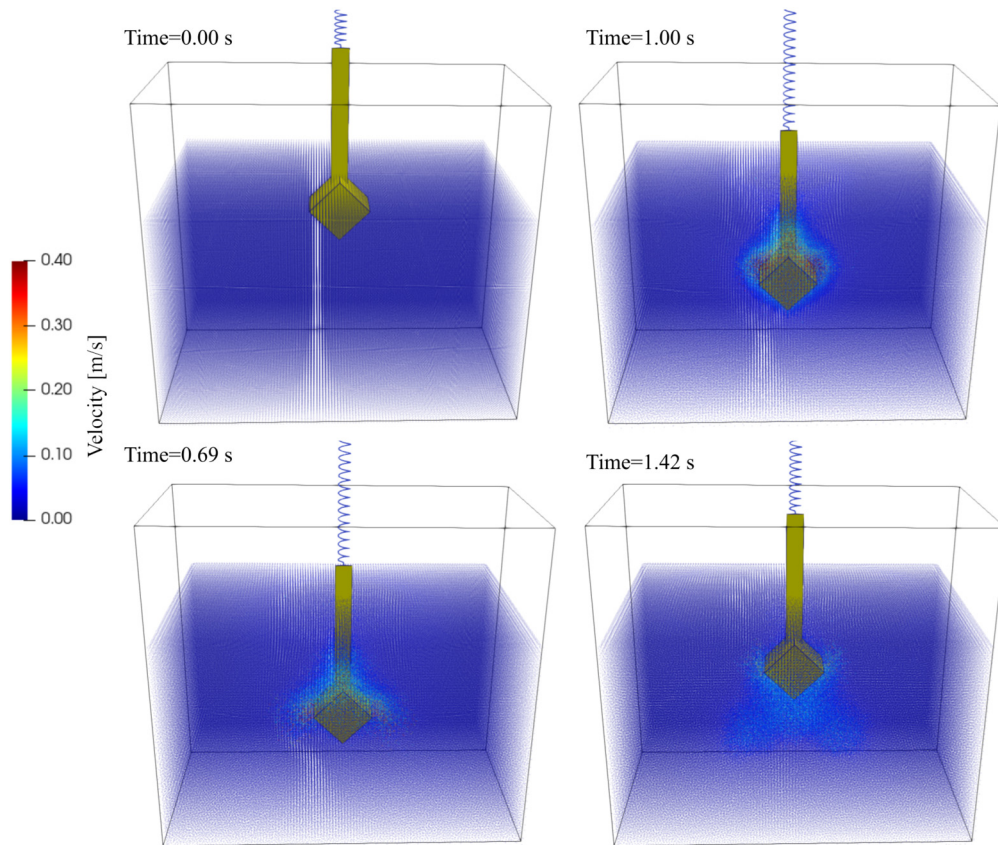 Time=0.00 s
Time=1.00 s
0.40
0.30
0.20
0.10
0.00
Velocity [m/s]
Time=0.69 s
Time=1.42 s